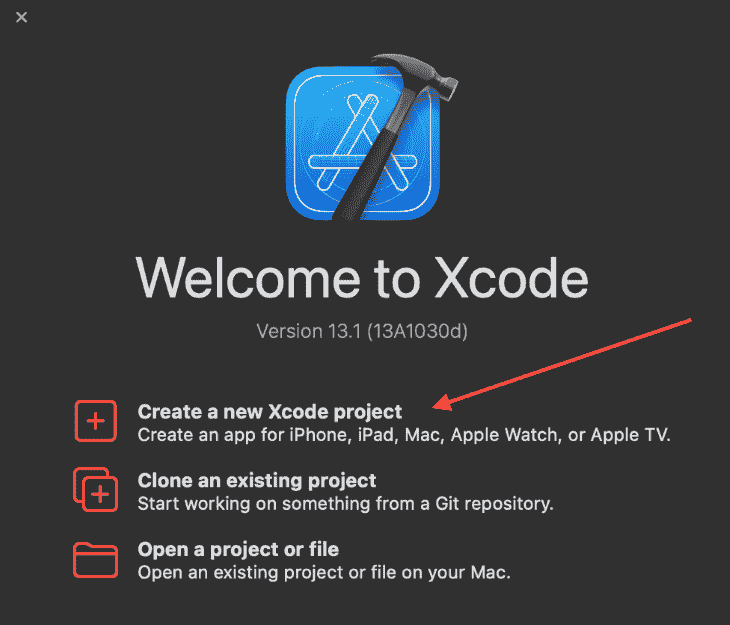 Welcome to Xcode
Version 13.1 (13A1030d)
Create a new Xcode project
Create an app for iPhone, iPad, Mac, Apple Watch, or Apple TV.
Clone an existing project
Start working on something from a Git repository.
Open a project or file
Open an existing project or file on your Mac.